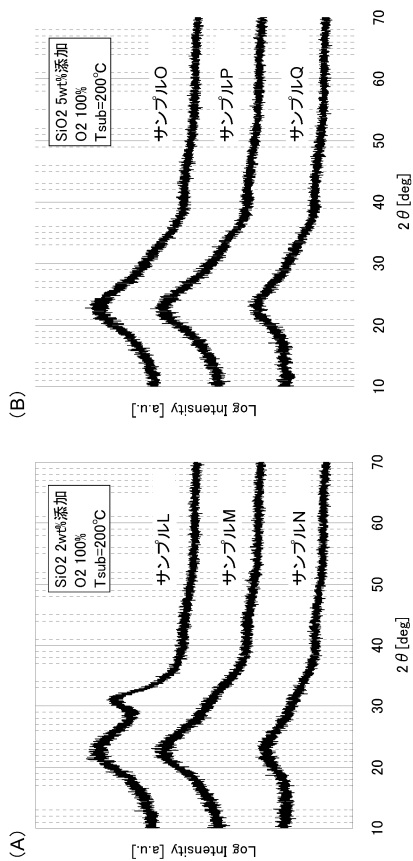 (A)
SiO2 2wt%添加
O2 100%
Tsub=200℃
サンプルL
サンプルM
サンプルN
Log Intensity [a.u.]
10 20 30 40 50 60 70
2θ[deg]
(B)
SiO2 5wt%添加
O2 100%
Tsub=200℃
サンプルO
サンプルP
サンプルQ
Log Intensity [a.u.]
10 20 30 40 50 60 70
2θ[deg]